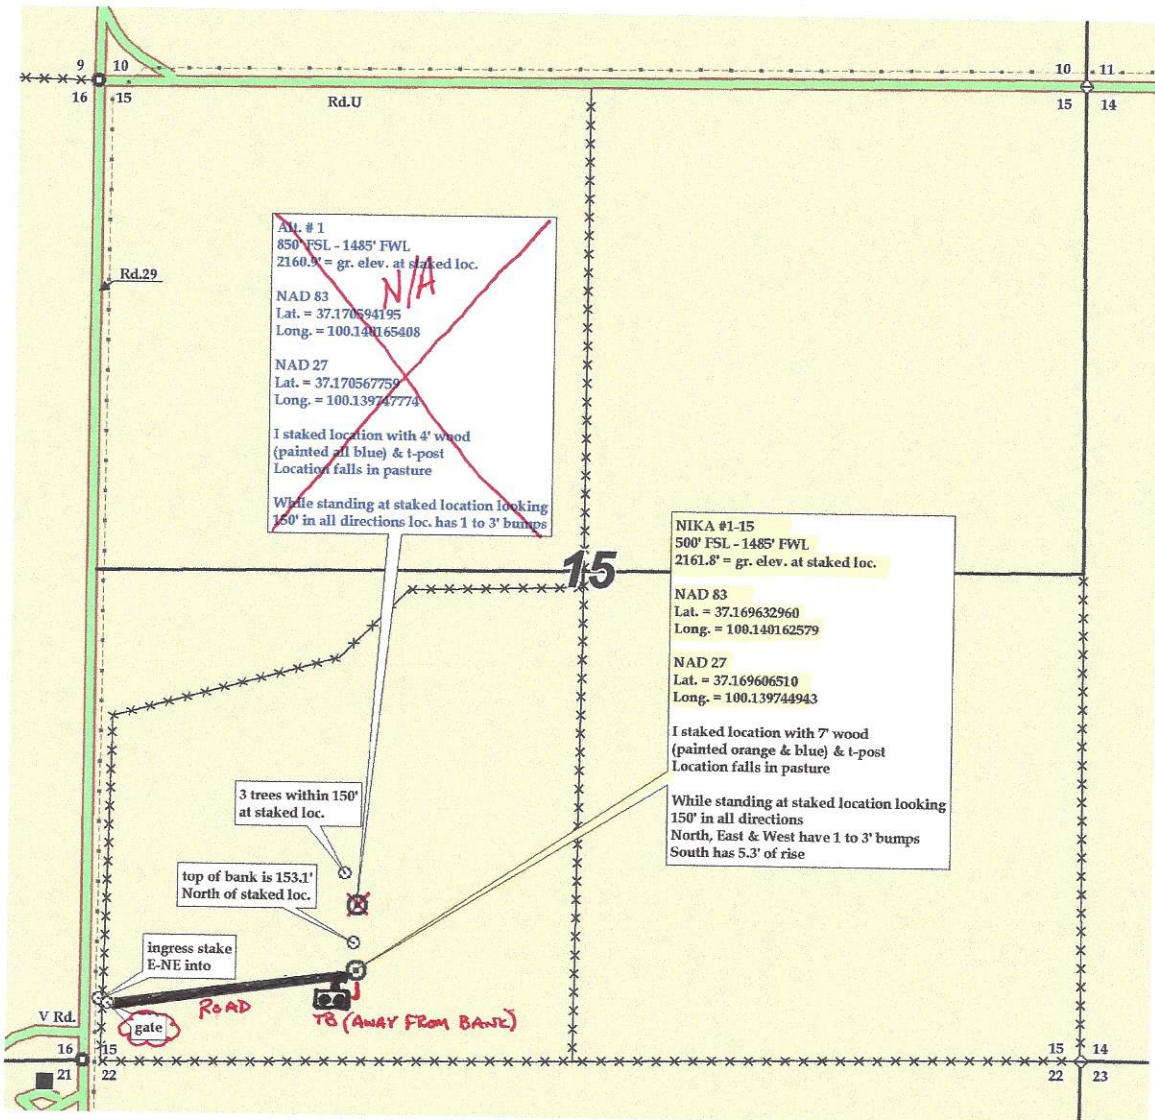 9 10
10 11
16 15
15 14
Rd.U
Rd.29
Alt. # 1
850' FSL - 1485' FWL
2160.9' = gr. elev. at staked loc.
N/A
NAD 83
Lat. = 37.170594195
Long. = 100.140165408
NAD 27
Lat. = 37.170567759
Long. = 100.139747774
I staked location with 4' wood
(painted all blue) & t-post
Location falls in pasture
While standing at staked location looking
150' in all directions loc. has 1 to 3' bumps
15
NIKA #1-15
500' FSL - 1485' FWL
2161.8' = gr. elev. at staked loc.
NAD 83
Lat. = 37.169632960
Long. = 100.140162579
NAD 27
Lat. = 37.169606510
Long. = 100.139744943
I staked location with 7' wood
(painted orange & blue) & t-post
Location falls in pasture
While standing at staked location looking
150' in all directions
North, East & West have 1 to 3' bumps
South has 5.3' of rise
3 trees within 150'
at staked loc.
top of bank is 153.1'
North of staked loc.
ingress stake
E-NE into
ROAD
TB (AWAY FROM BANK)
V Rd.
gate
16 15
15 14
21 22
22 23